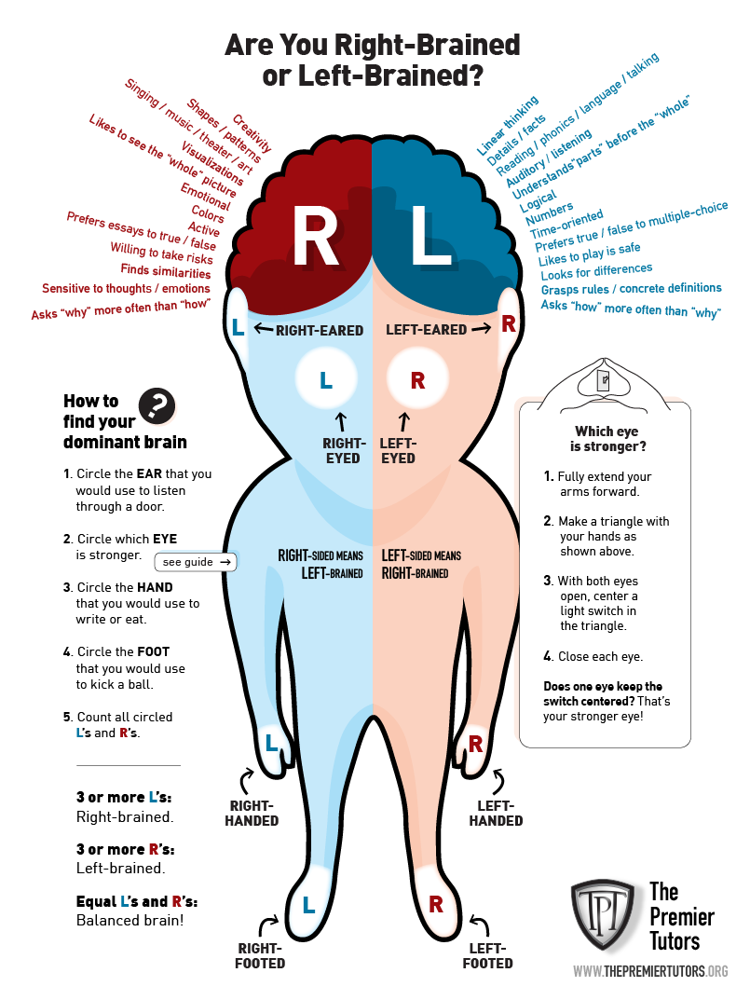 Are You Right-Brained
or Left-Brained?
Creativity
Shapes / patterns
Singing / music / theater / art
Visualizations
Likes to see the "whole" picture
Emotional
Colors
Active
Prefers essays to true / false
Willing to take risks
Finds similarities
Sensitive to thoughts / emotions
Asks "why" more often than "how"
Linear thinking
Details / facts
Reading / phonics / language / talking
Auditory / listening
Understands"parts" before the "whole"
Logical
Numbers
Time-oriented
Prefers true / false to multiple-choice
Likes to play is safe
Looks for differences
Grasps rules / concrete definitions
Asks "how" more often than "why"
R
L
L
RIGHT-EARED
LEFT-EARED
R
L
R
RIGHT-
EYED
LEFT-
EYED
RIGHT-SIDED MEANS
LEFT-BRAINED
LEFT-SIDED MEANS
RIGHT-BRAINED
L
R
RIGHT-
HANDED
LEFT-
HANDED
L
R
RIGHT-
FOOTED
LEFT-
FOOTED
How to
find your
dominant brain
?
1. Circle the EAR that you
would use to listen
through a door.
2. Circle which EYE
is stronger.
see guide →
3. Circle the HAND
that you would use to
write or eat.
4. Circle the FOOT
that you would use
to kick a ball.
5. Count all circled
L's and R's.
3 or more L's:
Right-brained.
3 or more R's:
Left-brained.
Equal L's and R's:
Balanced brain!
Which eye
is stronger?
1. Fully extend your
arms forward.
2. Make a triangle with
your hands as
shown above.
3. With both eyes
open, center a
light switch in
the triangle.
4. Close each eye.
Does one eye keep the
switch centered? That's
your stronger eye!
TPT
The
Premier
Tutors
WWW.THEPREMIERTUTORS.ORG